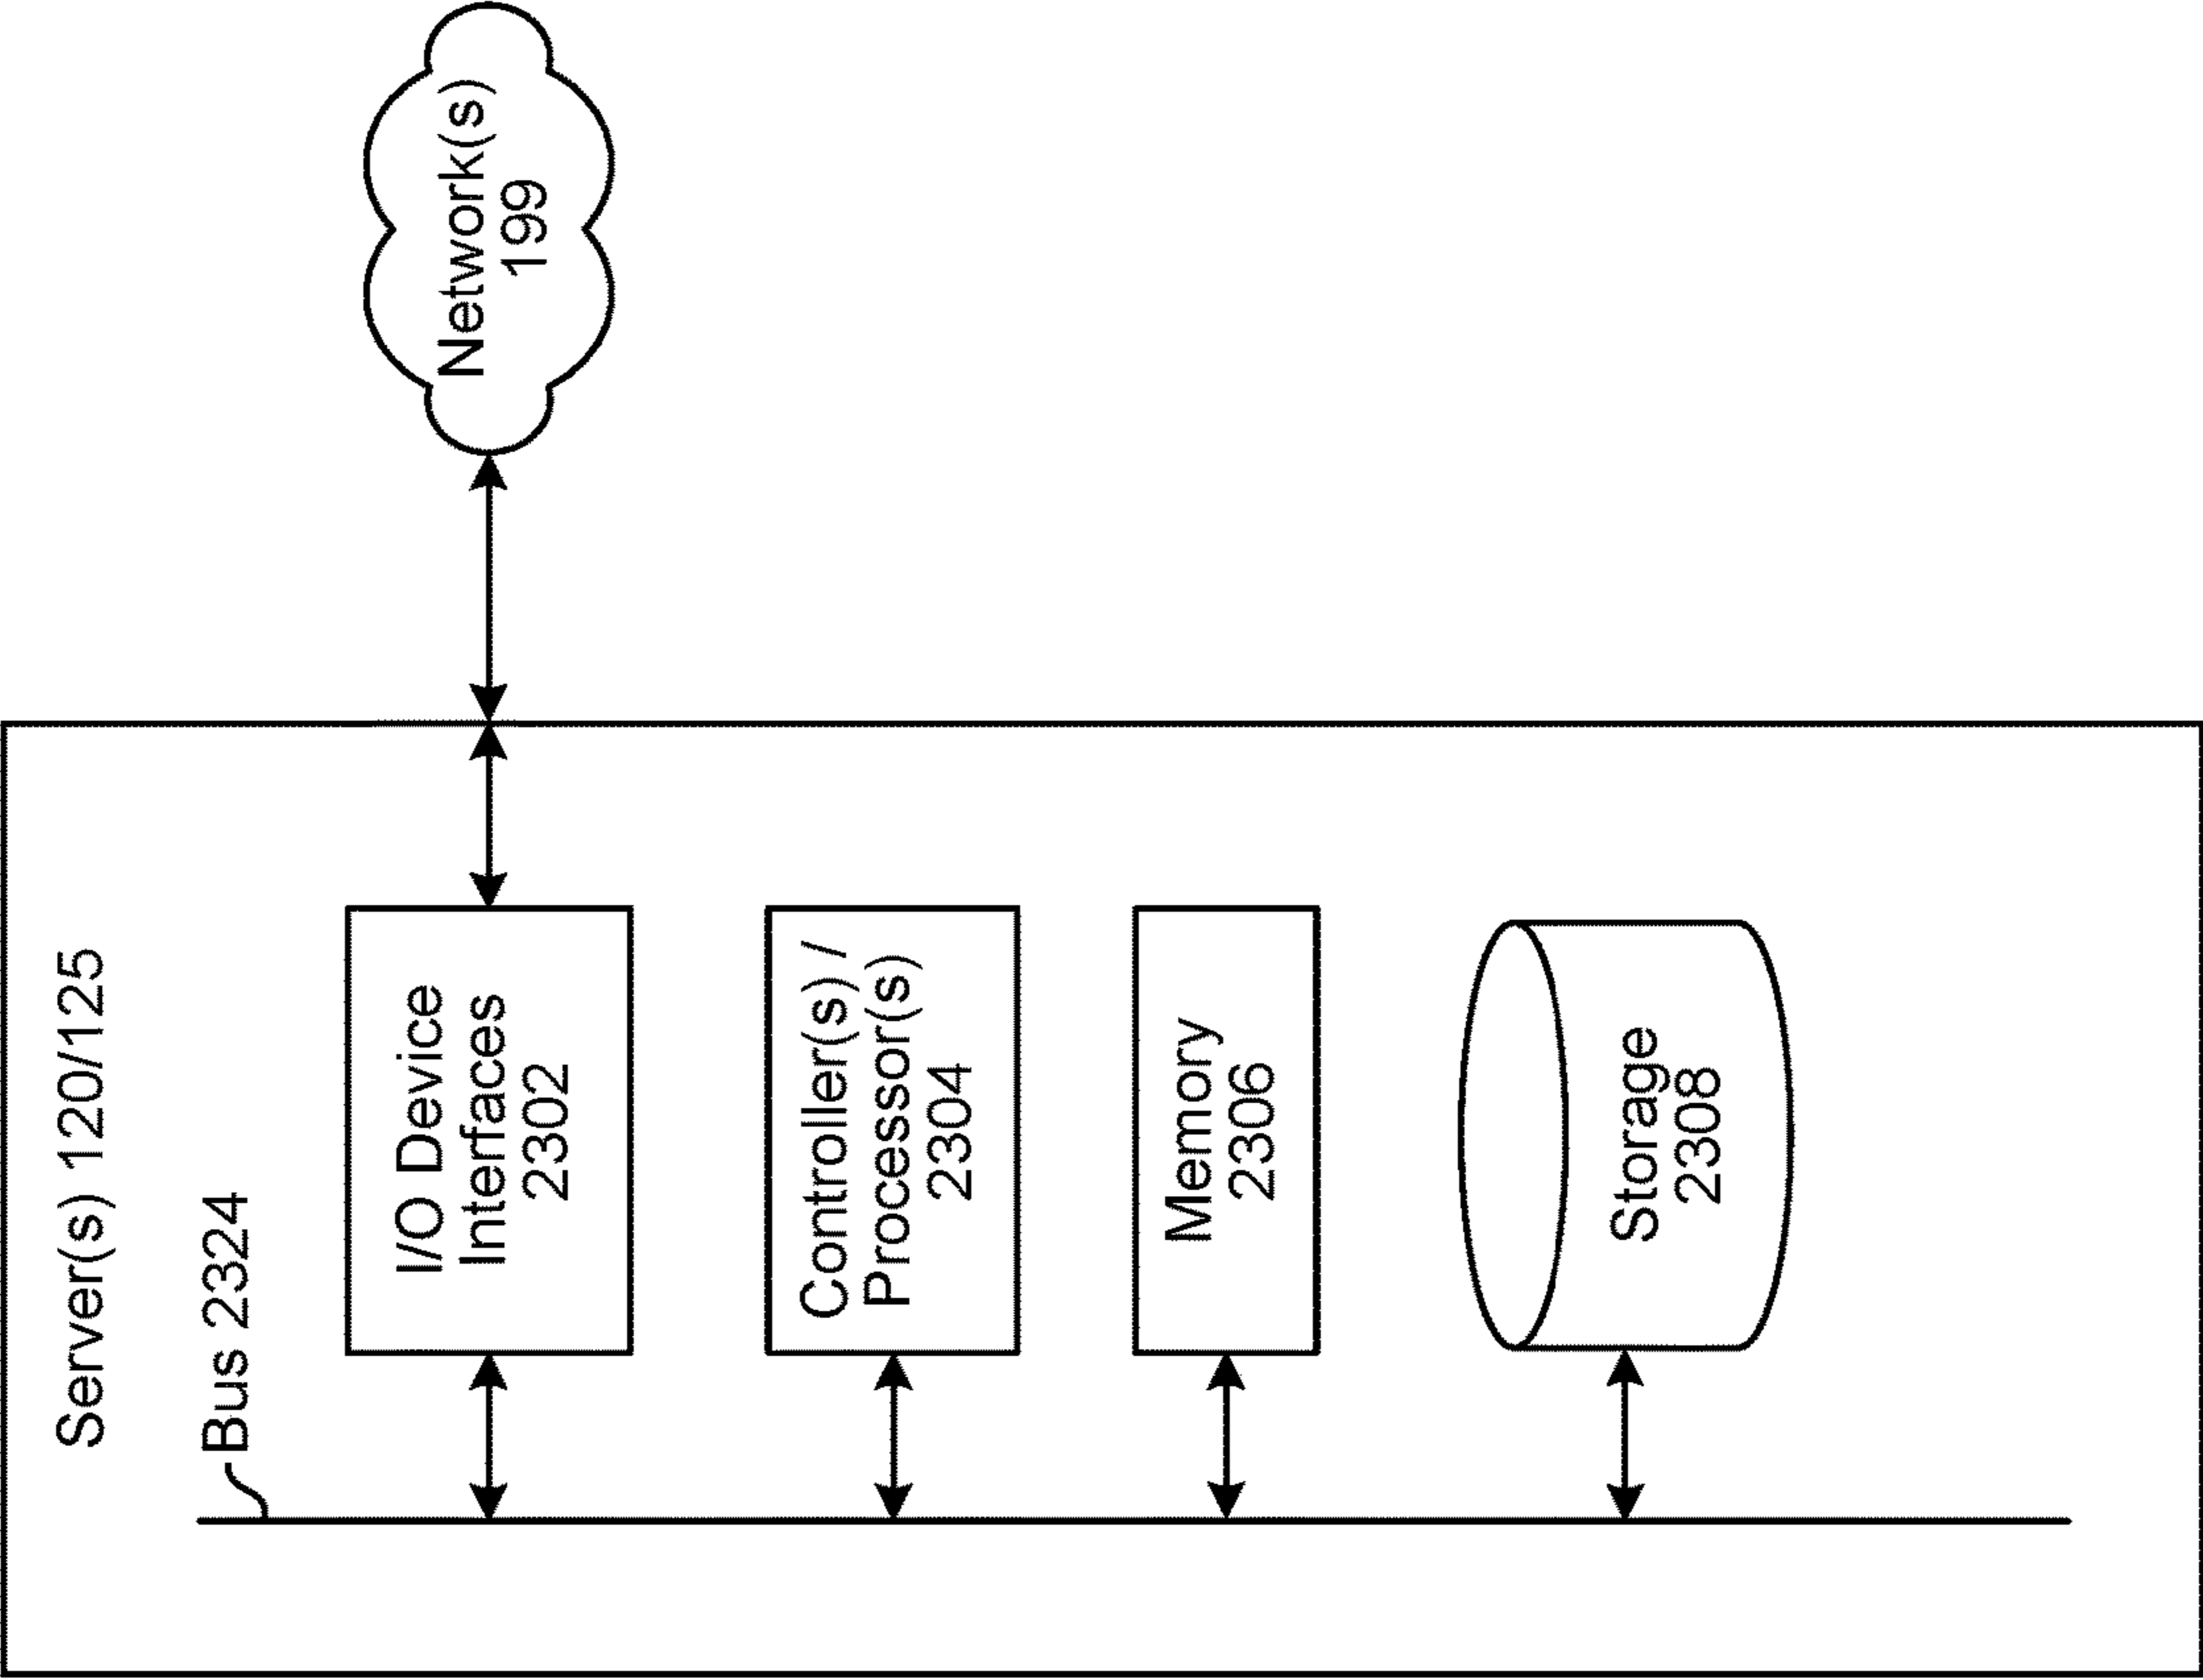 Server(s) 120/125
Bus 2324
I/O Device
Interfaces
2302
Network(s)
199
Controller(s) /
Processor(s)
2304
Memory
2306
Storage
2308